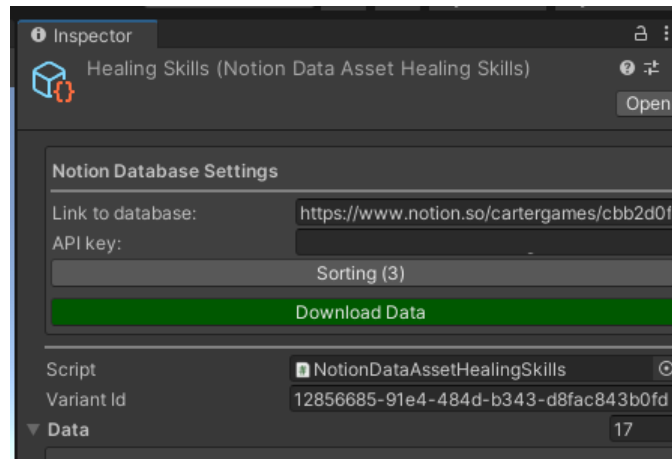 Inspector
Healing Skills (Notion Data Asset Healing Skills)
Open
Notion Database Settings
Link to database: https://www.notion.so/cartergames/cbb2d0f
API key:
Sorting (3)
Download Data
Script NotionDataAssetHealingSkills
Variant Id 12856685-91e4-484d-b343-d8fac843b0fd
Data 17